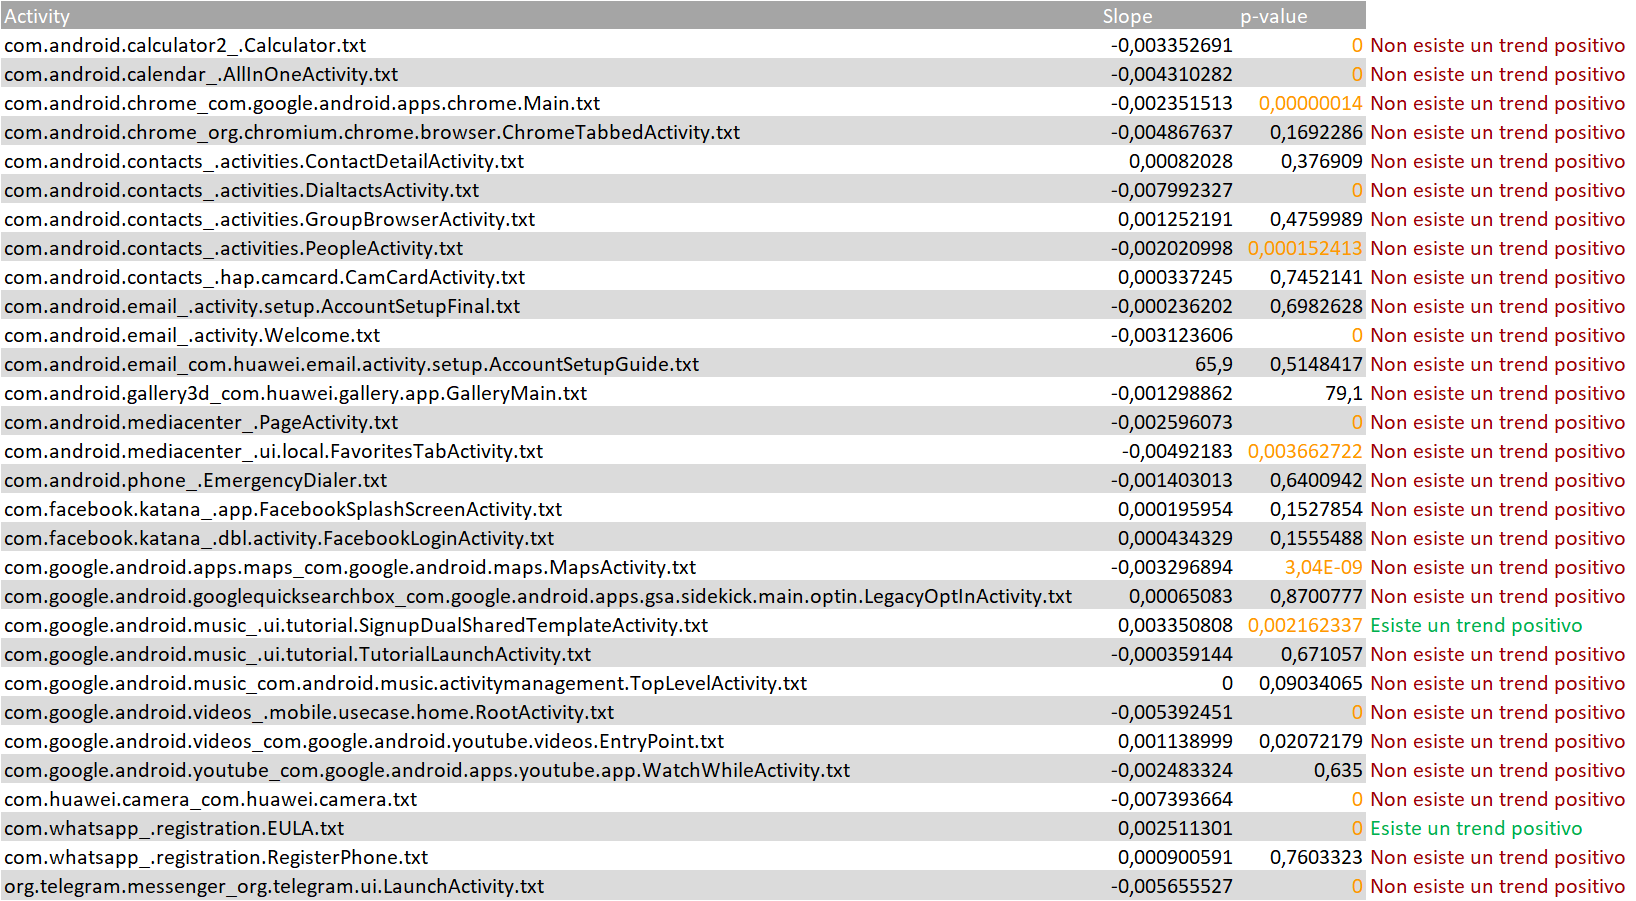 Activity Slope p-value
com.android.calculator2_.Calculator.txt -0,003352691 0 Non esiste un trend positivo
com.android.calendar_.AllInOneActivity.txt -0,004310282 0 Non esiste un trend positivo
com.android.chrome_com.google.android.apps.chrome.Main.txt -0,002351513 0,00000014 Non esiste un trend positivo
com.android.chrome_org.chromium.chrome.browser.ChromeTabbedActivity.txt -0,004867637 0,1692286 Non esiste un trend positivo
com.android.contacts_.activities.ContactDetailActivity.txt 0,00082028 0,376909 Non esiste un trend positivo
com.android.contacts_.activities.DialtactsActivity.txt -0,007992327 0 Non esiste un trend positivo
com.android.contacts_.activities.GroupBrowserActivity.txt 0,001252191 0,4759989 Non esiste un trend positivo
com.android.contacts_.activities.PeopleActivity.txt -0,002020998 0,000152413 Non esiste un trend positivo
com.android.contacts_.hap.camcard.CamCardActivity.txt 0,000337245 0,7452141 Non esiste un trend positivo
com.android.email_.activity.setup.AccountSetupFinal.txt -0,000236202 0,6982628 Non esiste un trend positivo
com.android.email_.activity.Welcome.txt -0,003123606 0 Non esiste un trend positivo
com.android.email_com.huawei.email.activity.setup.AccountSetupGuide.txt 65,9 0,5148417 Non esiste un trend positivo
com.android.gallery3d_com.huawei.gallery.app.GalleryMain.txt -0,001298862 79,1 Non esiste un trend positivo
com.android.mediacenter_.PageActivity.txt -0,002596073 0 Non esiste un trend positivo
com.android.mediacenter_.ui.local.FavoritesTabActivity.txt -0,00492183 0,003662722 Non esiste un trend positivo
com.android.phone_.EmergencyDialer.txt -0,001403013 0,6400942 Non esiste un trend positivo
com.facebook.katana_.app.FacebookSplashScreenActivity.txt 0,000195954 0,1527854 Non esiste un trend positivo
com.facebook.katana_.dbl.activity.FacebookLoginActivity.txt 0,000434329 0,1555488 Non esiste un trend positivo
com.google.android.apps.maps_com.google.android.maps.MapsActivity.txt -0,003296894 3,04E-09 Non esiste un trend positivo
com.google.android.googlequicksearchbox_com.google.android.apps.gsa.sidekick.main.optin.LegacyOptInActivity.txt 0,00065083 0,8700777 Non esiste un trend positivo
com.google.android.music_.ui.tutorial.SignupDualSharedTemplateActivity.txt 0,003350808 0,002162337 Esiste un trend positivo
com.google.android.music_.ui.tutorial.TutorialLaunchActivity.txt -0,000359144 0,671057 Non esiste un trend positivo
com.google.android.music_com.android.music.activitymanagement.TopLevelActivity.txt 0 0,09034065 Non esiste un trend positivo
com.google.android.videos_.mobile.usecase.home.RootActivity.txt -0,005392451 0 Non esiste un trend positivo
com.google.android.videos_com.google.android.youtube.videos.EntryPoint.txt 0,001138999 0,02072179 Non esiste un trend positivo
com.google.android.youtube_com.google.android.apps.youtube.app.WatchWhileActivity.txt -0,002483324 0,635 Non esiste un trend positivo
com.huawei.camera_com.huawei.camera.txt -0,007393664 0 Non esiste un trend positivo
com.whatsapp_.registration.EULA.txt 0,002511301 0 Esiste un trend positivo
com.whatsapp_.registration.RegisterPhone.txt 0,000900591 0,7603323 Non esiste un trend positivo
org.telegram.messenger_org.telegram.ui.LaunchActivity.txt -0,005655527 0 Non esiste un trend positivo